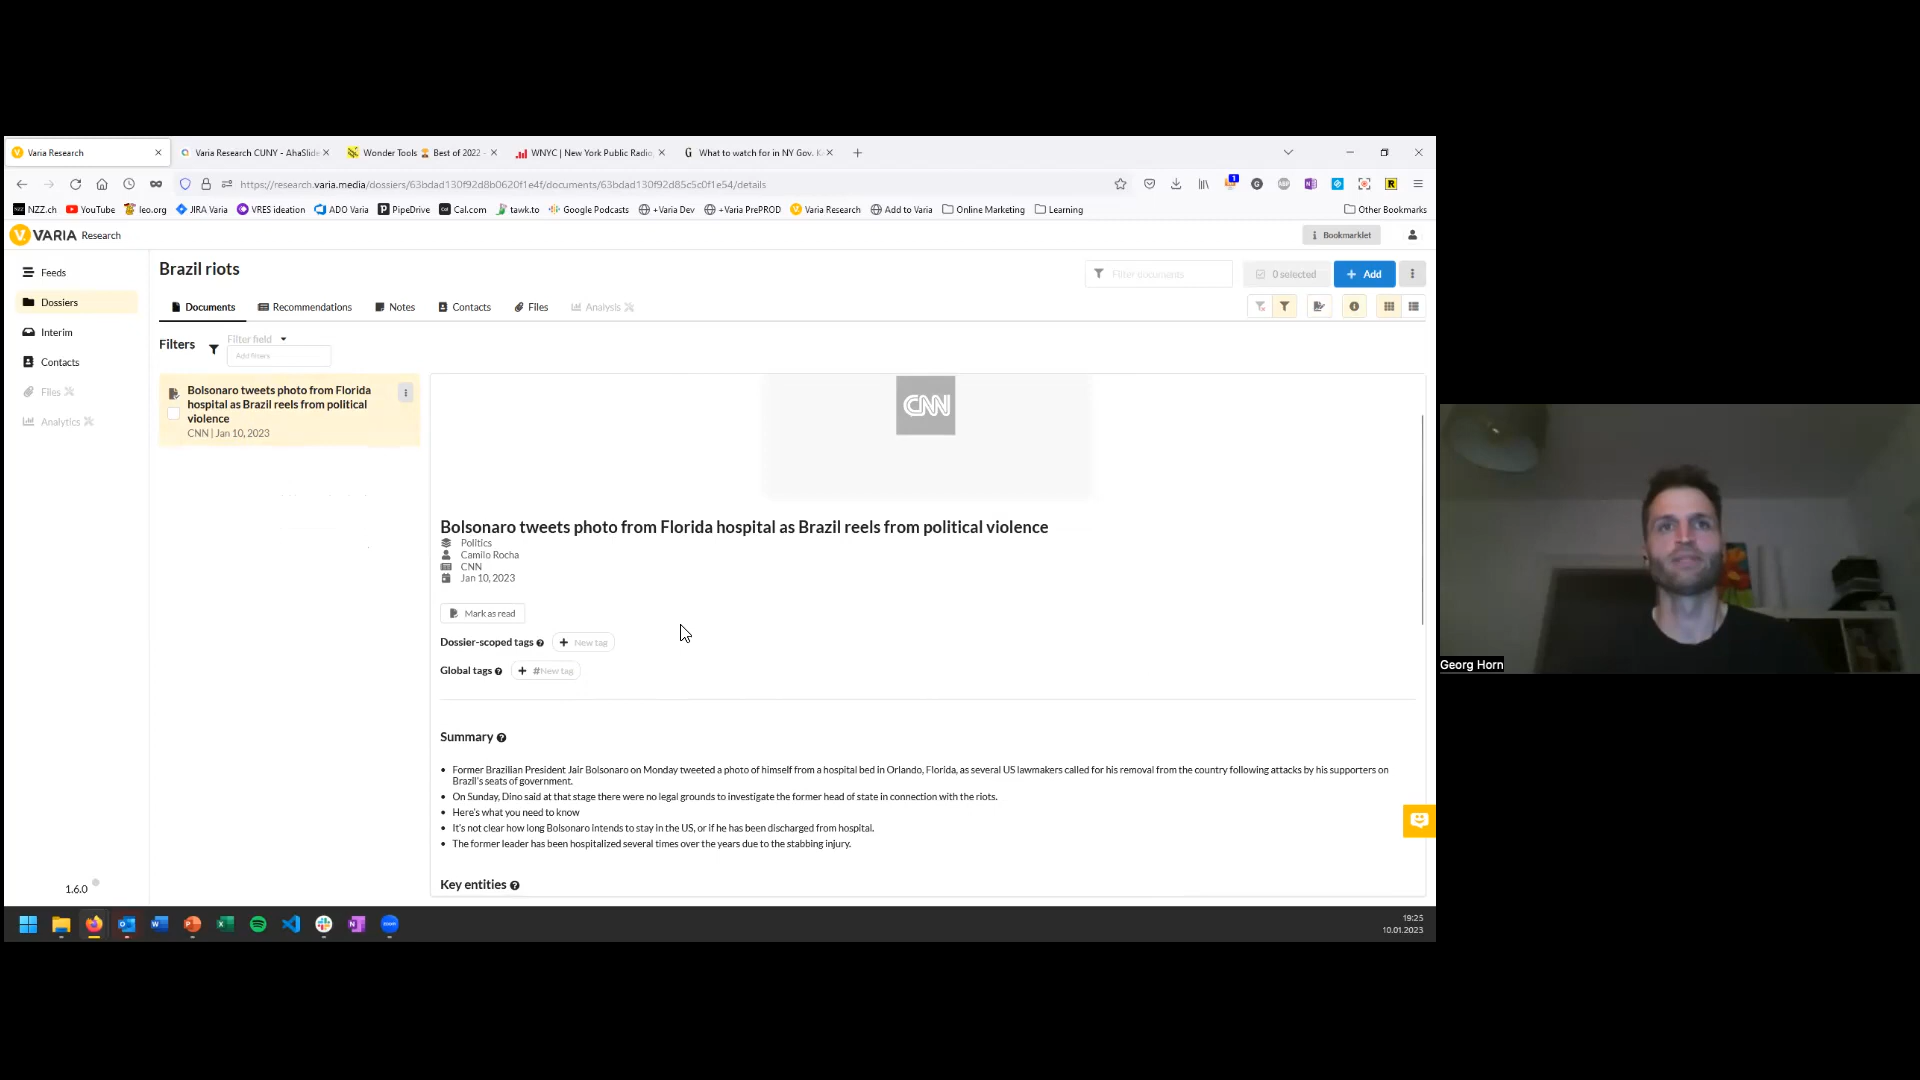 Varia Research
Varia Research CUNY - AhaSlide
Wonder Tools ⏳ Best of 2022 -
WNYC | New York Public Radio,
What to watch for in NY Gov. K
https://research.varia.media/dossiers/63bdad130f92d8b0620f1e4f/documents/63bdad130f92d85c5c0f1e54/details
1
NZZ.ch
YouTube
leo.org
JIRA Varia
VRES ideation
ADO Varia
PipeDrive
Cal.com
tawk.to
Google Podcasts
+Varia Dev
+Varia PrePROD
Varia Research
Add to Varia
Online Marketing
Learning
Other Bookmarks
VARIA Research
Bookmarklet
Feeds
Dossiers
Interim
Contacts
Files
Analytics
1.6.0
Brazil riots
Filter documents
0 selected
+ Add
Documents
Recommendations
Notes
Contacts
Files
Analysis
Filters
Filter field
Add filters
Bolsonaro tweets photo from Florida
hospital as Brazil reels from political
violence
CNN | Jan 10, 2023
CNN
Bolsonaro tweets photo from Florida hospital as Brazil reels from political violence
Politics
Camilo Rocha
CNN
Jan 10, 2023
Mark as read
Dossier-scoped tags
+ New tag
Global tags
+ #New tag
Summary
• Former Brazilian President Jair Bolsonaro on Monday tweeted a photo of himself from a hospital bed in Orlando, Florida, as several US lawmakers called for his removal from the country following attacks by his supporters on
Brazil's seats of government.
• On Sunday, Dino said at that stage there were no legal grounds to investigate the former head of state in connection with the riots.
• Here's what you need to know
• It's not clear how long Bolsonaro intends to stay in the US, or if he has been discharged from hospital.
• The former leader has been hospitalized several times over the years due to the stabbing injury.
Key entities
19:25
10.01.2023
Georg Horn